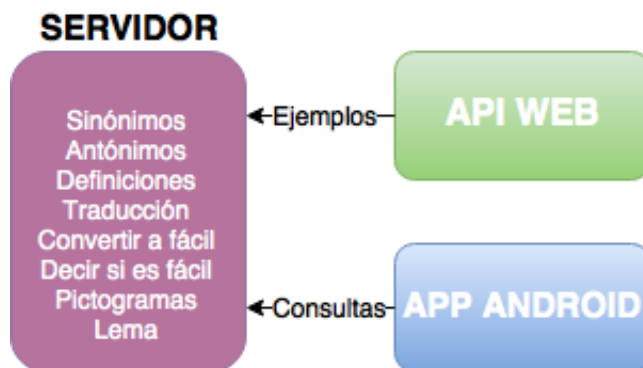 SERVIDOR
Sinónimos
Antónimos
Definiciones
Traducción
Convertir a fácil
Decir si es fácil
Pictogramas
Lema
Ejemplos
API WEB
Consultas
APP ANDROID